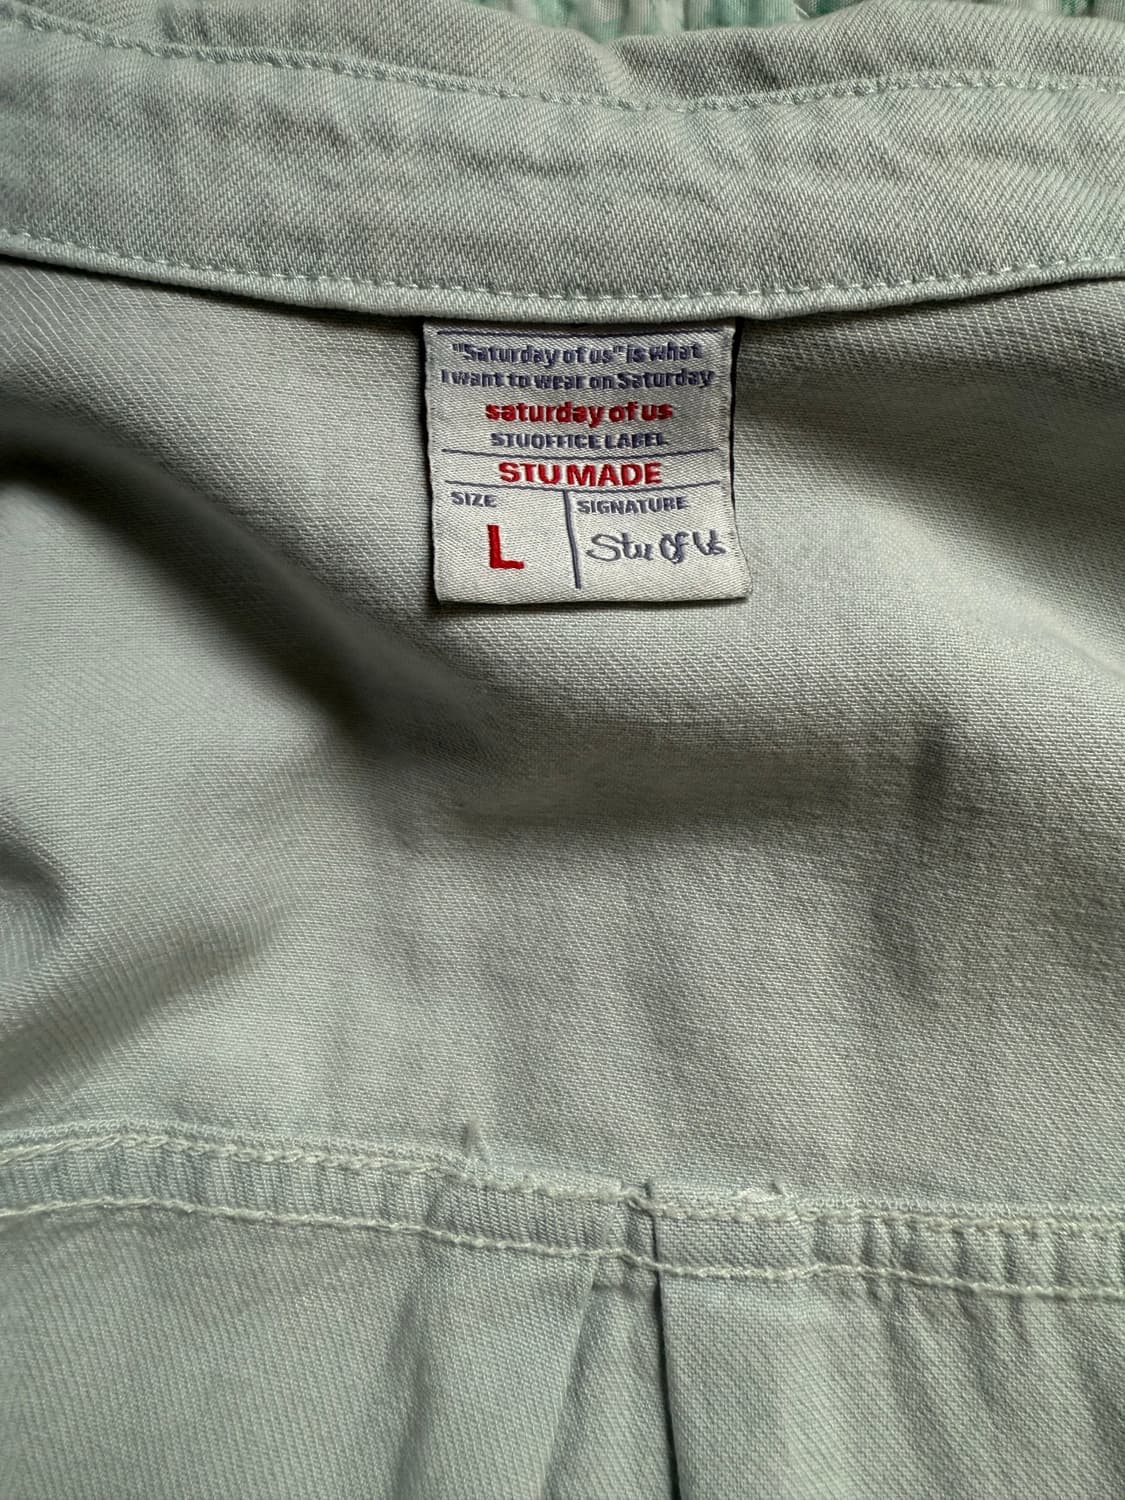 "Saturday of us" is what
I want to wear on Saturday
saturday of us
STUOFFICE LABEL
STU MADE
SIZE
L
SIGNATURE
Stu Of Us